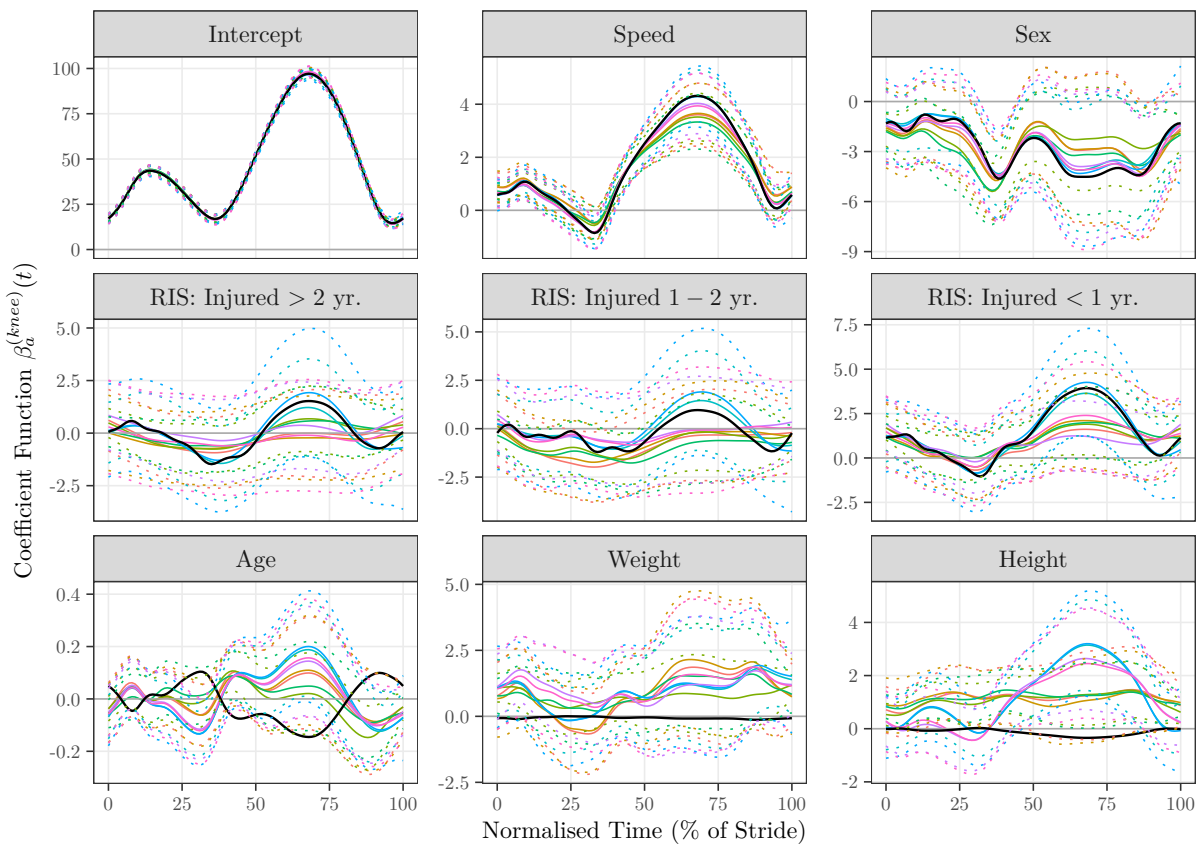 Intercept
Speed
Sex
100
75
50
25
0
4
2
0
0
-3
-6
-9
RIS: Injured > 2 yr.
RIS: Injured 1 − 2 yr.
RIS: Injured < 1 yr.
5.0
2.5
0.0
-2.5
5.0
2.5
0.0
-2.5
7.5
5.0
2.5
0.0
-2.5
Age
Weight
Height
0.4
0.2
0.0
-0.2
5.0
2.5
0.0
-2.5
4
2
0
-2
0 25 50 75 100
0 25 50 75 100
0 25 50 75 100
Coefficient Function β_a^{(knee)}(t)
Normalised Time (% of Stride)